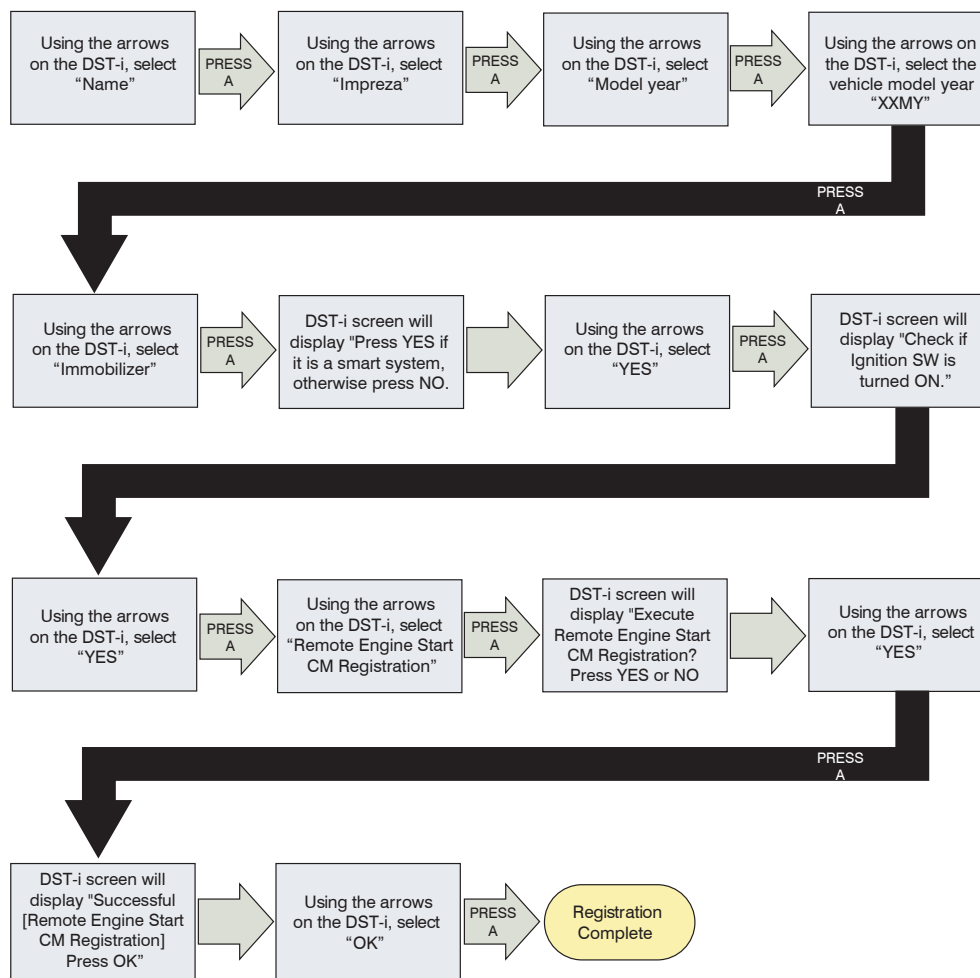 Using the arrows
on the DST-i, select
“Name”
PRESS
A
Using the arrows
on the DST-i, select
“Impreza”
PRESS
A
Using the arrows
on the DST-i, select
“Model year”
PRESS
A
Using the arrows on
the DST-i, select the
vehicle model year
“XXMY”
PRESS
A
Using the arrows
on the DST-i, select
“Immobilizer”
PRESS
A
DST-i screen will
display "Press YES if
it is a smart system,
otherwise press NO.
Using the arrows
on the DST-i, select
“YES”
PRESS
A
DST-i screen will
display "Check if
Ignition SW is
turned ON.”
Using the arrows
on the DST-i, select
“YES”
PRESS
A
Using the arrows
on the DST-i, select
“Remote Engine Start
CM Registration”
PRESS
A
DST-i screen will
display "Execute
Remote Engine Start
CM Registration?
Press YES or NO
Using the arrows
on the DST-i, select
“YES”
PRESS
A
DST-i screen will
display "Successful
[Remote Engine Start
CM Registration]
Press OK”
Using the arrows
on the DST-i, select
“OK”
PRESS
A
Registration
Complete